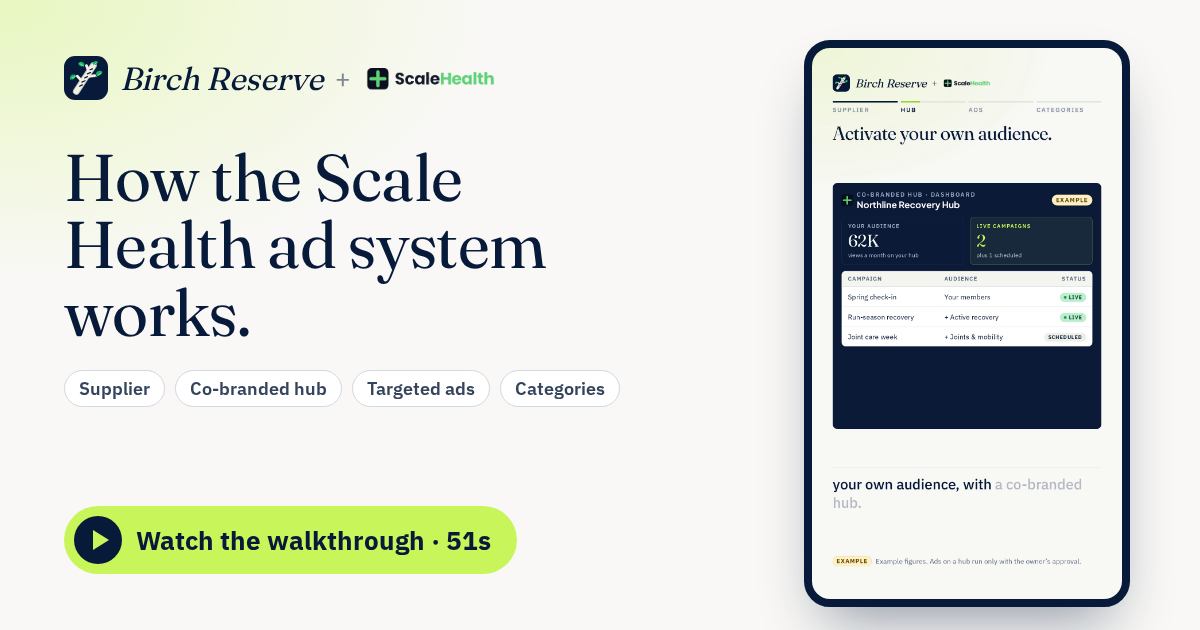 Birch Reserve + ScaleHealth
How the Scale
Health ad system
works.
Supplier
Co-branded hub
Targeted ads
Categories
Watch the walkthrough · 51s
Birch Reserve + ScaleHealth
SUPPLIER HUB ADS CATEGORIES
Activate your own audience.
CO-BRANDED HUB · DASHBOARD
Northline Recovery Hub
EXAMPLE
YOUR AUDIENCE
62K
views a month on your hub
LIVE CAMPAIGNS
2
plus 1 scheduled
CAMPAIGN AUDIENCE STATUS
Spring check-in Your members LIVE
Run-season recovery + Active recovery LIVE
Joint care week + Joints & mobility SCHEDULED
your own audience, with a co-branded
hub.
EXAMPLE Example figures. Ads on a hub run only with the owner's approval.